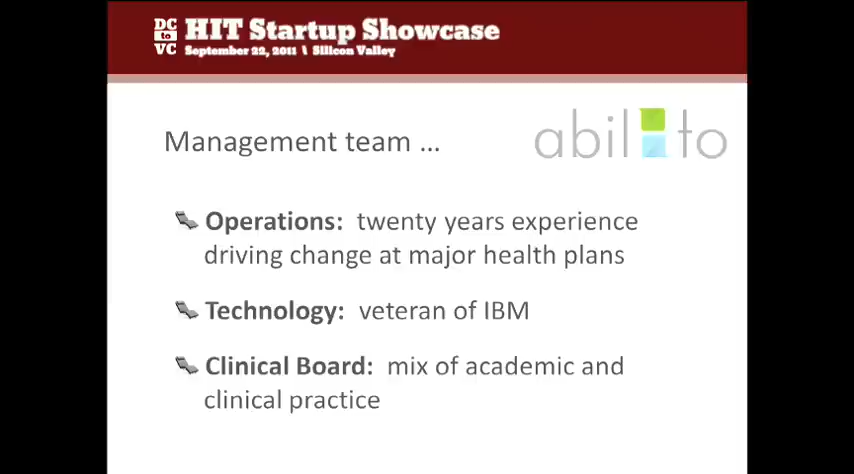 DC to VC
HIT Startup Showcase
September 22, 2011 \ Silicon Valley
Management team ...
abilito
Operations: twenty years experience
driving change at major health plans
Technology: veteran of IBM
Clinical Board: mix of academic and
clinical practice